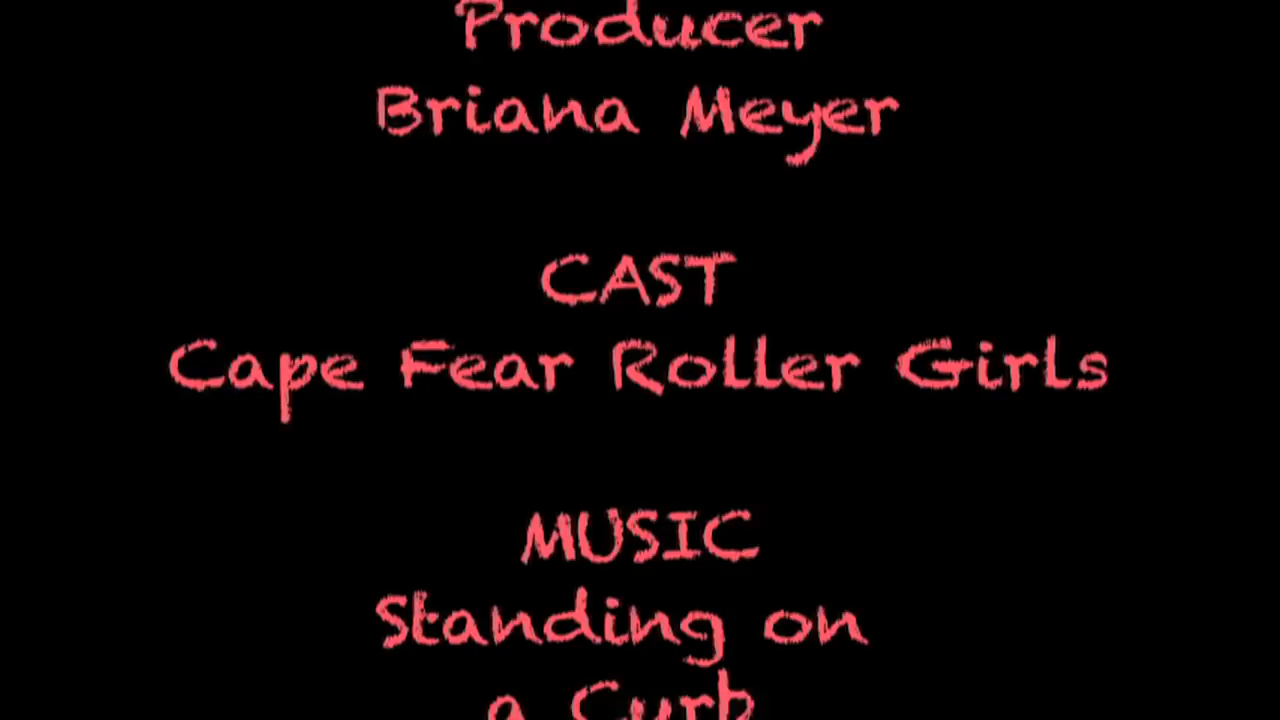 Producer
Briana Meyer
CAST
Cape Fear Roller Girls
MUSIC
Standing on
a Curb